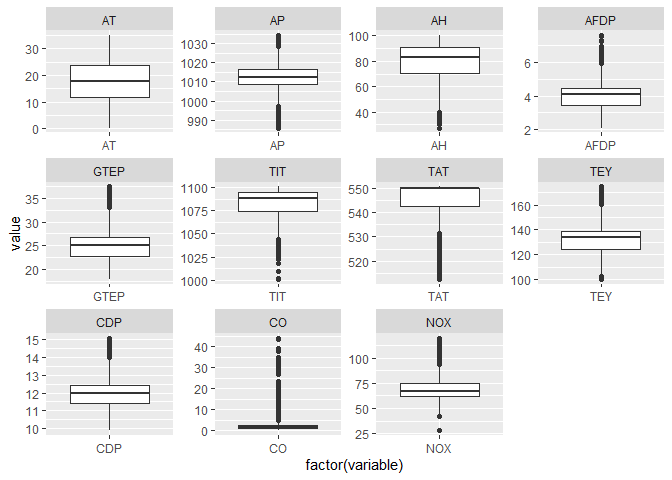 AT AP AH AFDP
30 20 10 0
1030 1020 1010 1000 990
100 80 60 40
6 4 2
AT AP AH AFDP
GTEP TIT TAT TEY
35 30 25 20
1100 1075 1050 1025 1000
550 540 530 520
160 140 120 100
GTEP TIT TAT TEY
CDP CO NOX
15 14 13 12 11 10
40 30 20 10 0
100 75 50 25
CDP CO NOX
value
factor(variable)